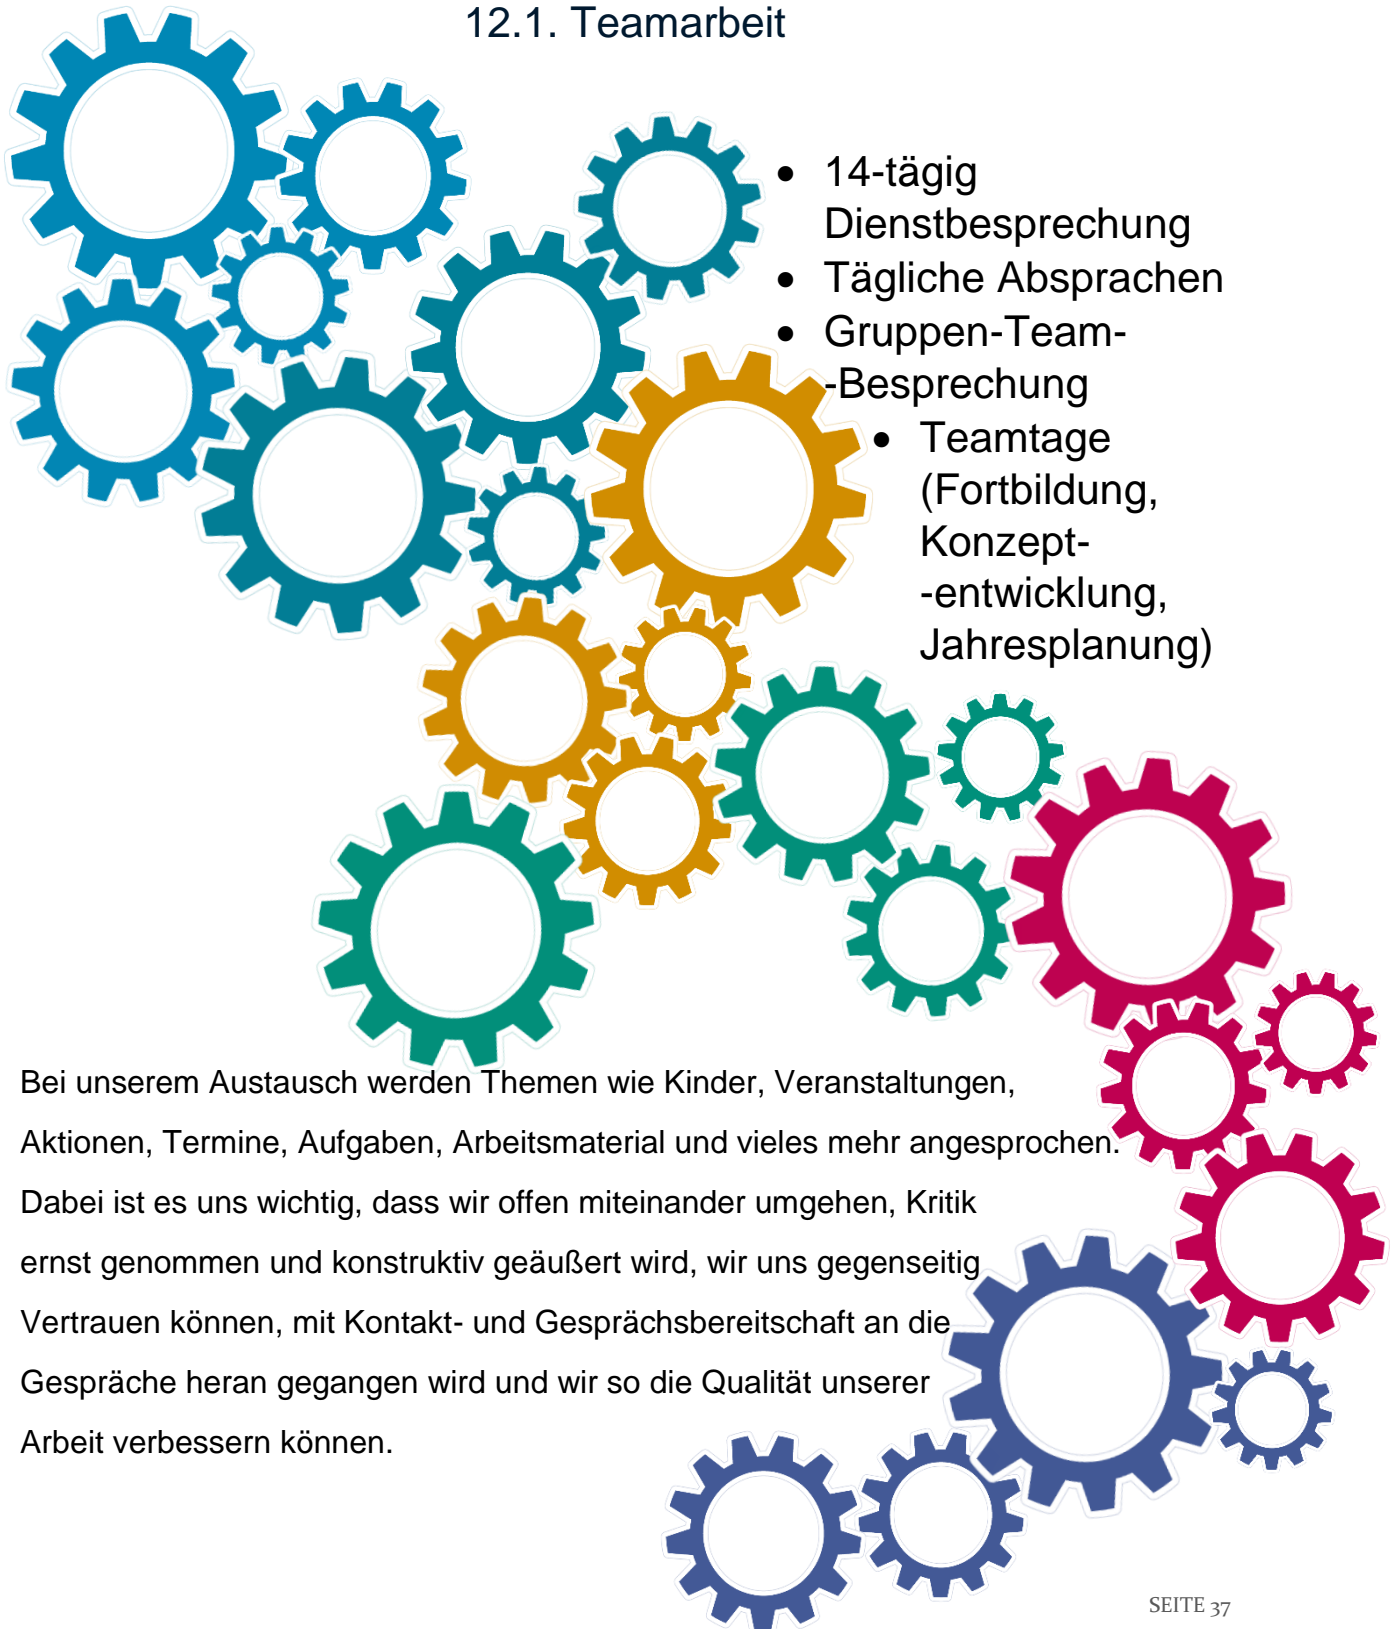 12.1. Teamarbeit
• 14-tägig
Dienstbesprechung
• Tägliche Absprachen
• Gruppen-Team-
-Besprechung
• Teamtage
(Fortbildung,
Konzept-
-entwicklung,
Jahresplanung)
Bei unserem Austausch werden Themen wie Kinder, Veranstaltungen,
Aktionen, Termine, Aufgaben, Arbeitsmaterial und vieles mehr angesprochen.
Dabei ist es uns wichtig, dass wir offen miteinander umgehen, Kritik
ernst genommen und konstruktiv geäußert wird, wir uns gegenseitig
Vertrauen können, mit Kontakt- und Gesprächsbereitschaft an die
Gespräche heran gegangen wird und wir so die Qualität unserer
Arbeit verbessern können.
SEITE 37